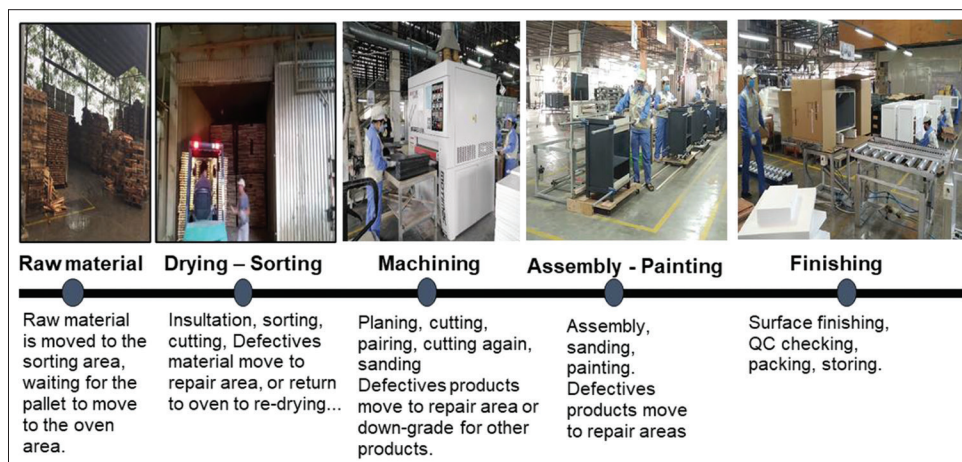 Raw material
Drying – Sorting
Machining
Assembly - Painting
Finishing
Raw material
is moved to the
sorting area,
waiting for the
pallet to move
to the oven
area.
Insultation, sorting,
cutting, Defectives
material move to
repair area, or return
to oven to re-drying...
Planing, cutting,
pairing, cutting again,
sanding
Defectives products
move to repair area or
down-grade for other
products.
Assembly,
sanding,
painting.
Defectives
products move
to repair areas
Surface finishing,
QC checking,
packing, storing.